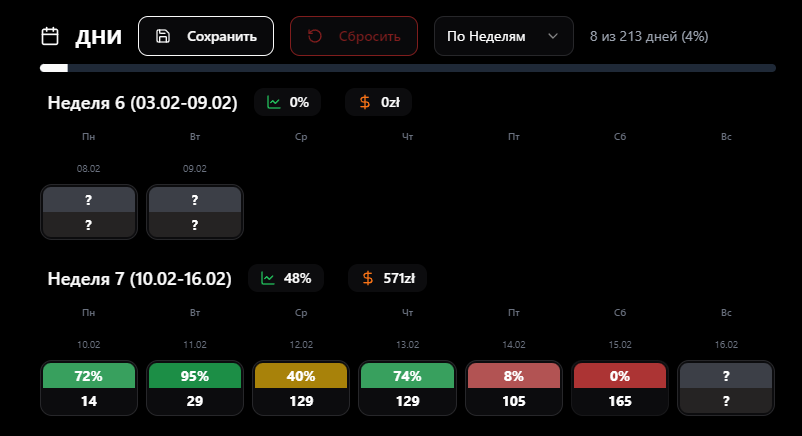 ДНИ Сохранить Сбросить По Неделям 8 из 213 дней (4%)
Неделя 6 (03.02-09.02) 0% 0zł
Пн Вт Ср Чт Пт Сб Вс
08.02 09.02
? ?
? ?
Неделя 7 (10.02-16.02) 48% 571zł
Пн Вт Ср Чт Пт Сб Вс
10.02 11.02 12.02 13.02 14.02 15.02 16.02
72% 95% 40% 74% 8% 0% ?
14 29 129 129 105 165 ?